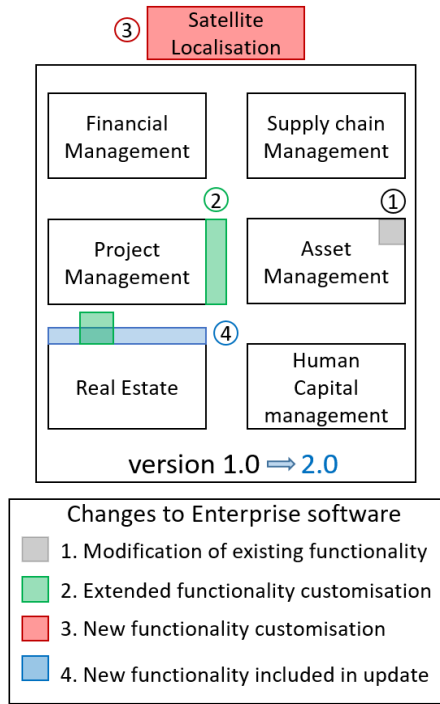 3
Satellite
Localisation
Financial
Management
Supply chain
Management
2
1
Project
Management
Asset
Management
4
Real Estate
Human
Capital
management
version 1.0 ⇒ 2.0
Changes to Enterprise software
1. Modification of existing functionality
2. Extended functionality customisation
3. New functionality customisation
4. New functionality included in update